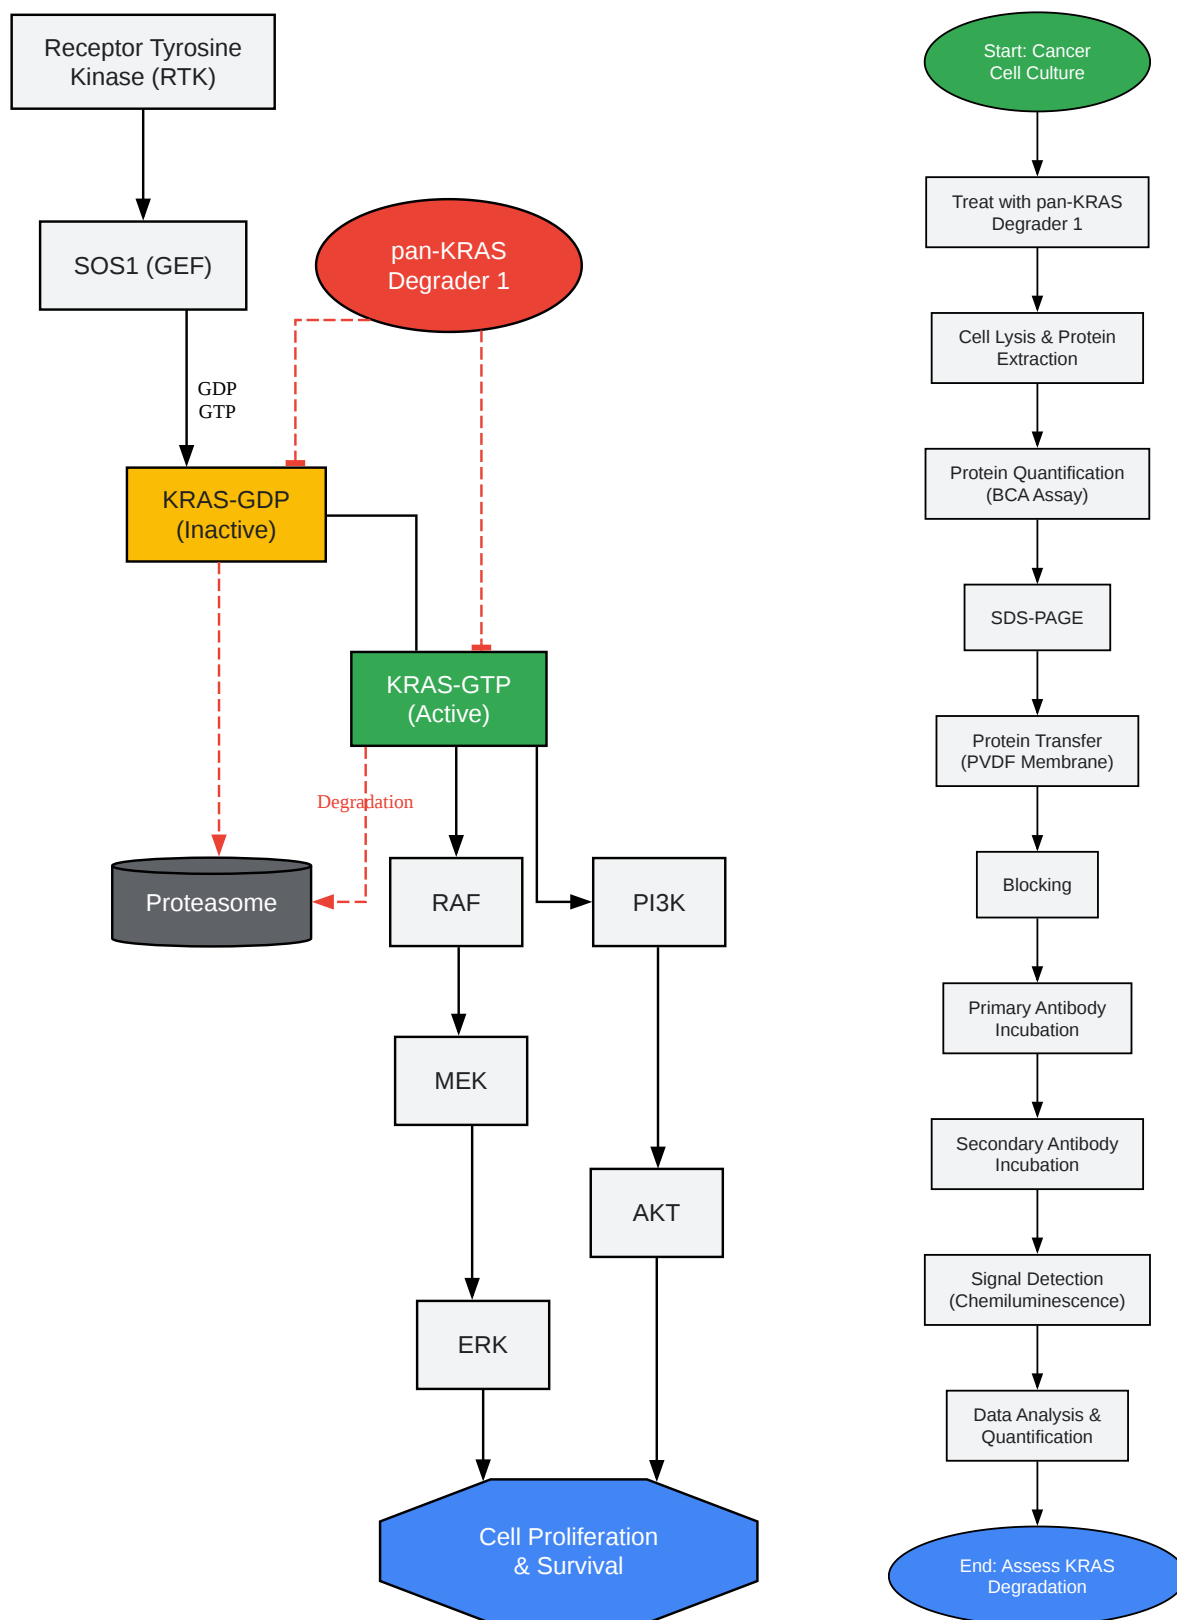 Receptor Tyrosine
Kinase (RTK)
SOS1 (GEF)
pan-KRAS
Degrader 1
GDP
GTP
KRAS-GDP
(Inactive)
KRAS-GTP
(Active)
Degradation
Proteasome
RAF
PI3K
MEK
AKT
ERK
Cell Proliferation
& Survival
Start: Cancer
Cell Culture
Treat with pan-KRAS
Degrader 1
Cell Lysis & Protein
Extraction
Protein Quantification
(BCA Assay)
SDS-PAGE
Protein Transfer
(PVDF Membrane)
Blocking
Primary Antibody
Incubation
Secondary Antibody
Incubation
Signal Detection
(Chemiluminescence)
Data Analysis &
Quantification
End: Assess KRAS
Degradation